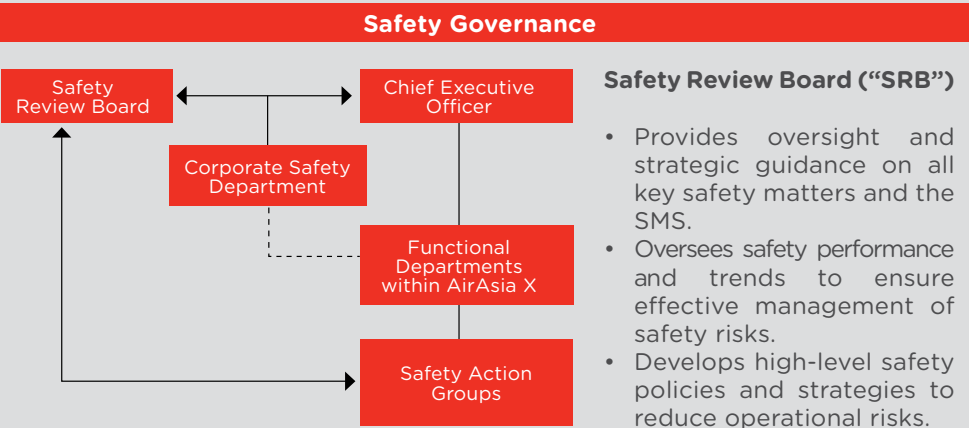 Safety Governance
Safety
Review Board
Chief Executive
Officer
Corporate Safety
Department
Functional
Departments
within AirAsia X
Safety Action
Groups
Safety Review Board (“SRB”)
• Provides oversight and
strategic guidance on all
key safety matters and the
SMS.
• Oversees safety performance
and trends to ensure
effective management of
safety risks.
• Develops high-level safety
policies and strategies to
reduce operational risks.